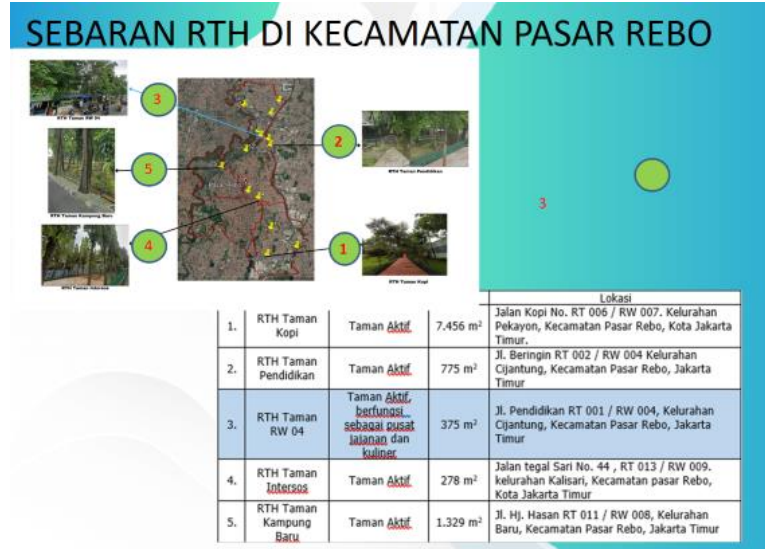 SEBARAN RTH DI KECAMATAN PASAR REBO
3
RTH Taman RW 04
2
RTH Taman Pendidikan
5
RTH Taman Kampung Baru
4
RTH Taman Intersos
1
RTH Taman Kopi
3
Lokasi
1.
RTH Taman
Kopi
Taman Aktif
7.456 m²
Jalan Kopi No. RT 006 / RW 007. Kelurahan
Pekayon, Kecamatan Pasar Rebo, Kota Jakarta
Timur.
2.
RTH Taman
Pendidikan
Taman Aktif
775 m²
Jl. Beringin RT 002 / RW 004 Kelurahan
Cijantung, Kecamatan Pasar Rebo, Jakarta
Timur
3.
RTH Taman
RW 04
Taman Aktif,
berfungsi
sebagai pusat
jajanan dan
kuliner
375 m²
Jl. Pendidikan RT 001 / RW 004, Kelurahan
Cijantung, Kecamatan Pasar Rebo, Jakarta
Timur
4.
RTH Taman
Intersos
Taman Aktif
278 m²
Jalan tegal Sari No. 44 , RT 013 / RW 009.
kelurahan Kalisari, Kecamatan pasar Rebo,
Kota Jakarta Timur
5.
RTH Taman
Kampung
Baru
Taman Aktif
1.329 m²
Jl. Hj. Hasan RT 011 / RW 008, Kelurahan
Baru, Kecamatan Pasar Rebo, Jakarta Timur